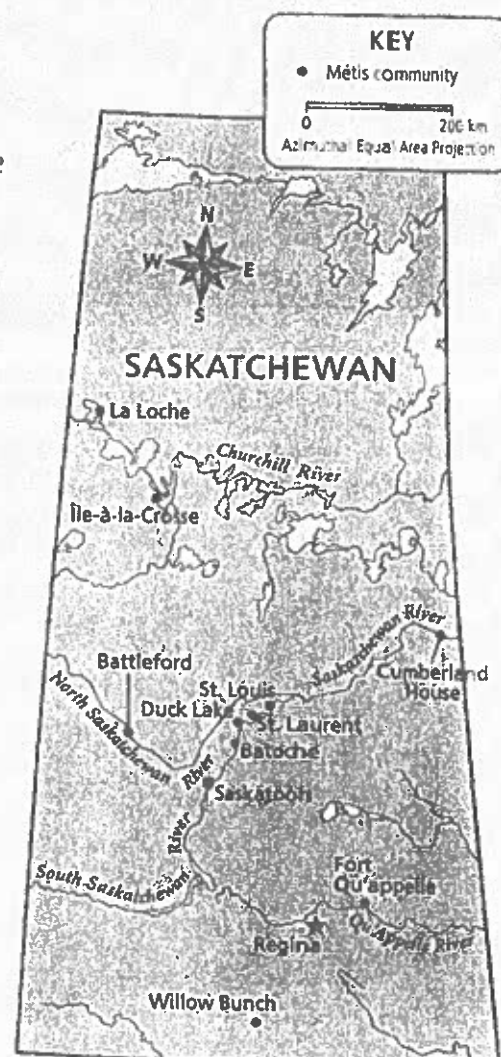 KEY
Métis community
0 200 km
Azimuthal Equal Area Projection
N
W E
S
SASKATCHEWAN
La Loche
Churchill River
Île-à-la-Crosse
Saskatchewan River
Battleford
Cumberland
House
St. Louis
Duck Lake
St. Laurent
North Saskatchewan River
Batoche
Saskatoon
South Saskatchewan River
Fort
Qu'appelle
Qu'Appelle River
Regina
Willow Bunch